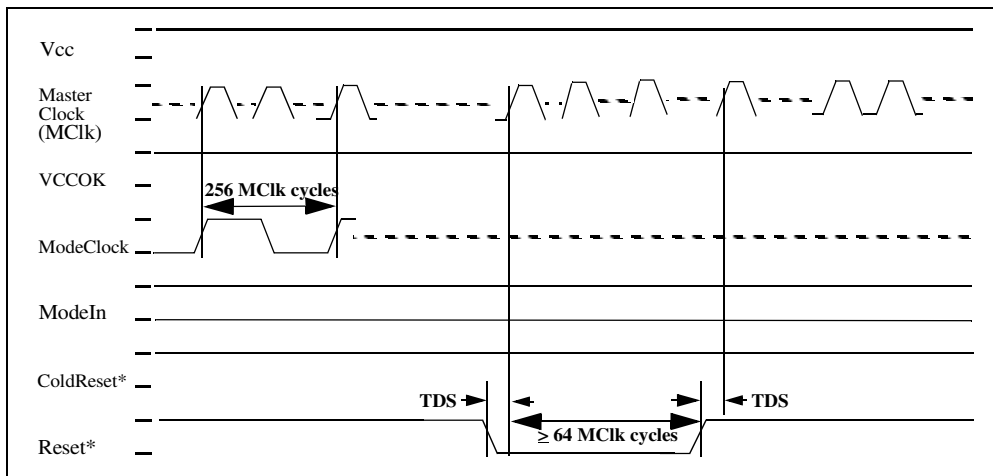 Vcc
Master
Clock
(MClk)
VCCOK
256 MClk cycles
ModeClock
ModeIn
ColdReset*
TDS
TDS
≥ 64 MClk cycles
Reset*